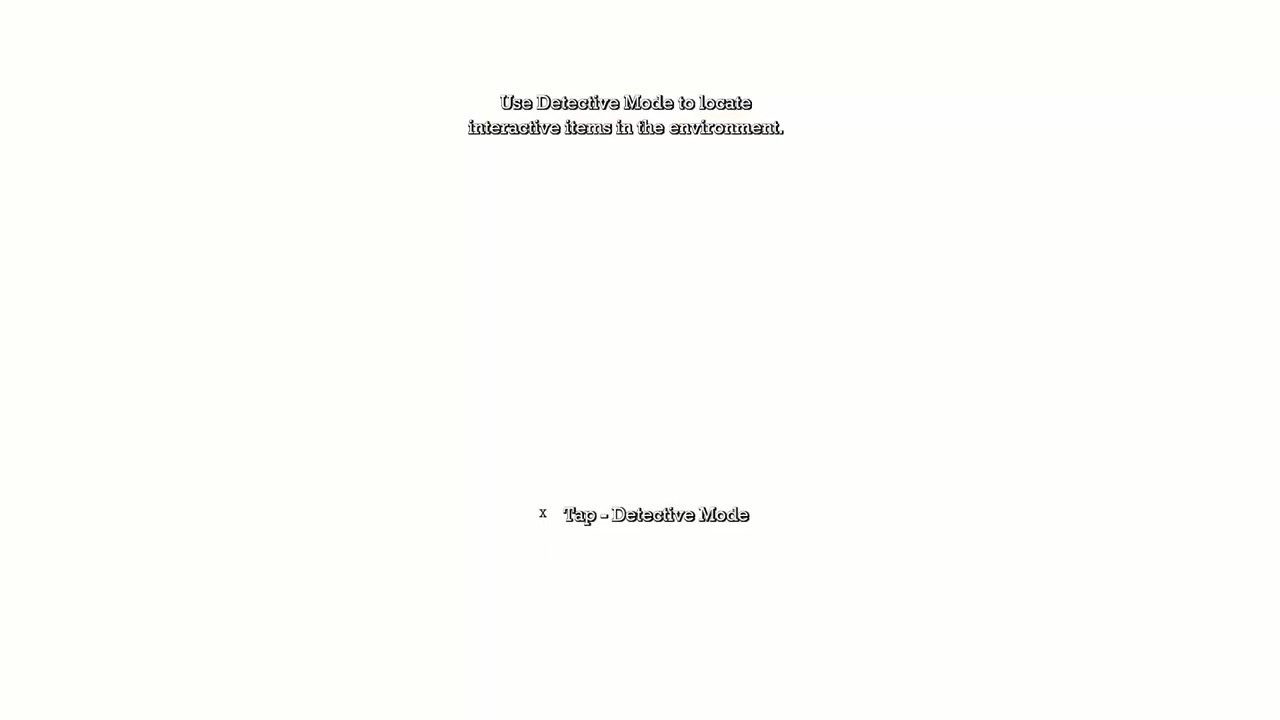 Use Detective Mode to locate
interactive items in the environment.
X Tap - Detective Mode